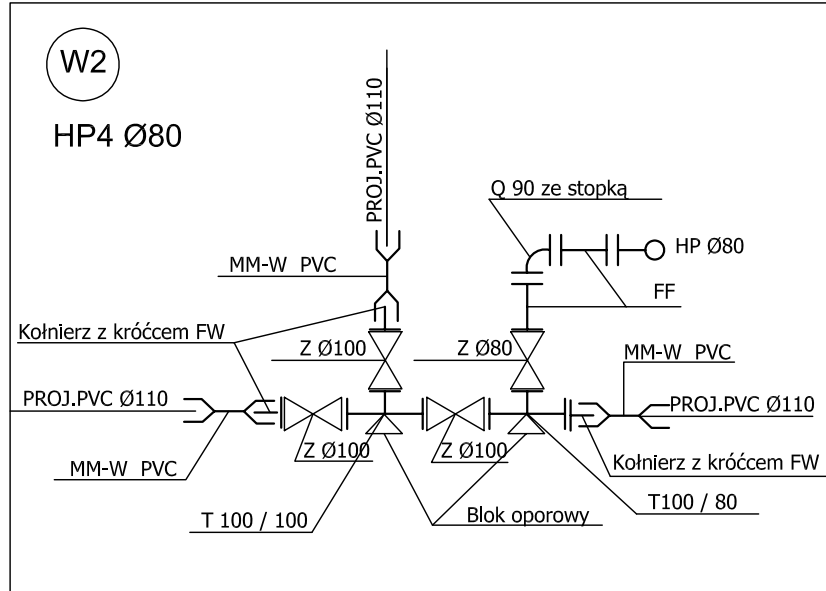 W2
HP4 Ø80
PROJ.PVC Ø110
Q 90 ze stopką
HP Ø80
MM-W PVC
FF
Kołnierz z króćcem FW
Z Ø100
Z Ø80
MM-W PVC
PROJ.PVC Ø110
PROJ.PVC Ø110
Z Ø100
Z Ø100
MM-W PVC
Kołnierz z króćcem FW
T 100 / 100
Blok oporowy
T100 / 80